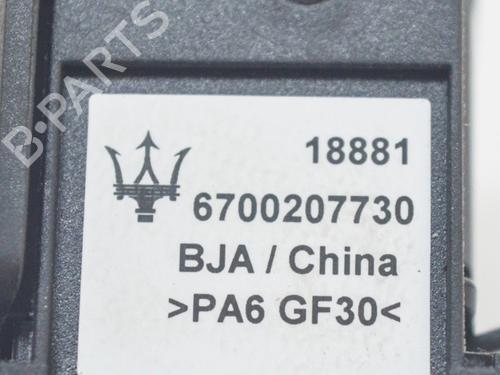 B-PARTS
18881
6700207730
BJA / China
>PA6 GF30<